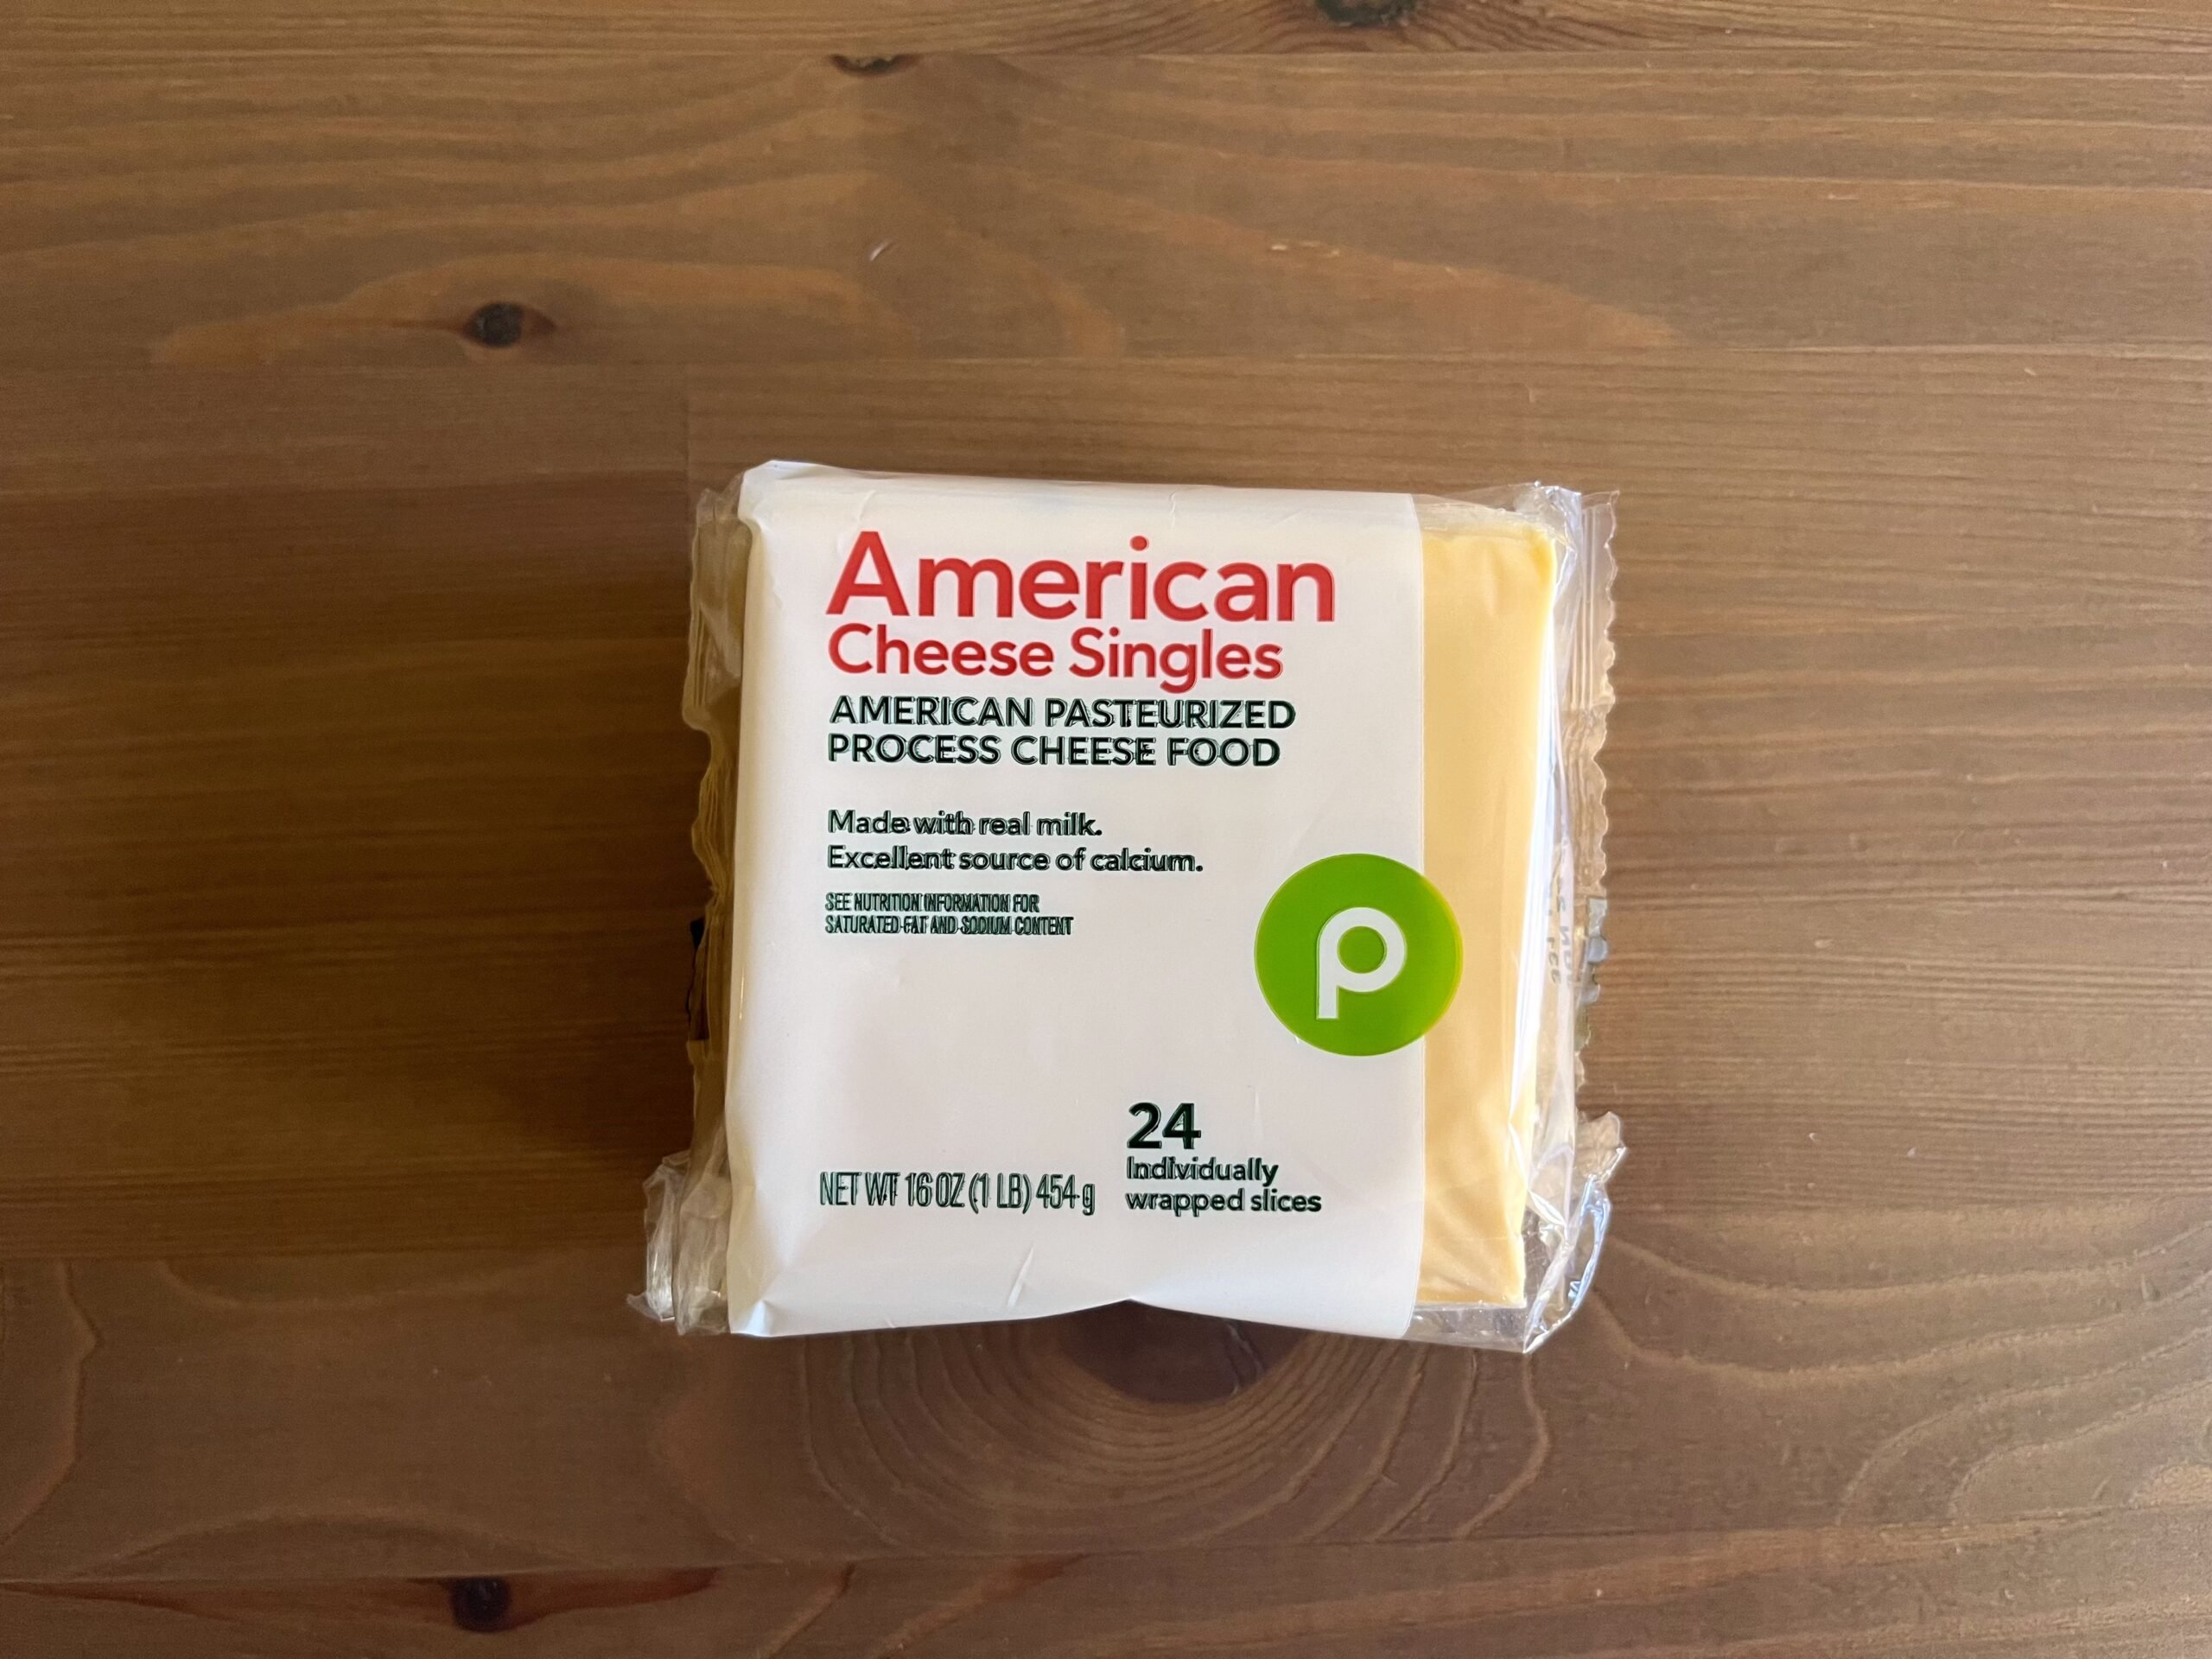 American
Cheese Singles
AMERICAN PASTEURIZED
PROCESS CHEESE FOOD
Made with real milk.
Excellent source of calcium.
SEE NUTRITION INFORMATION FOR
SATURATED FAT AND SODIUM CONTENT
P
24
Individually
wrapped slices
NET WT 16 OZ (1 LB) 454 g